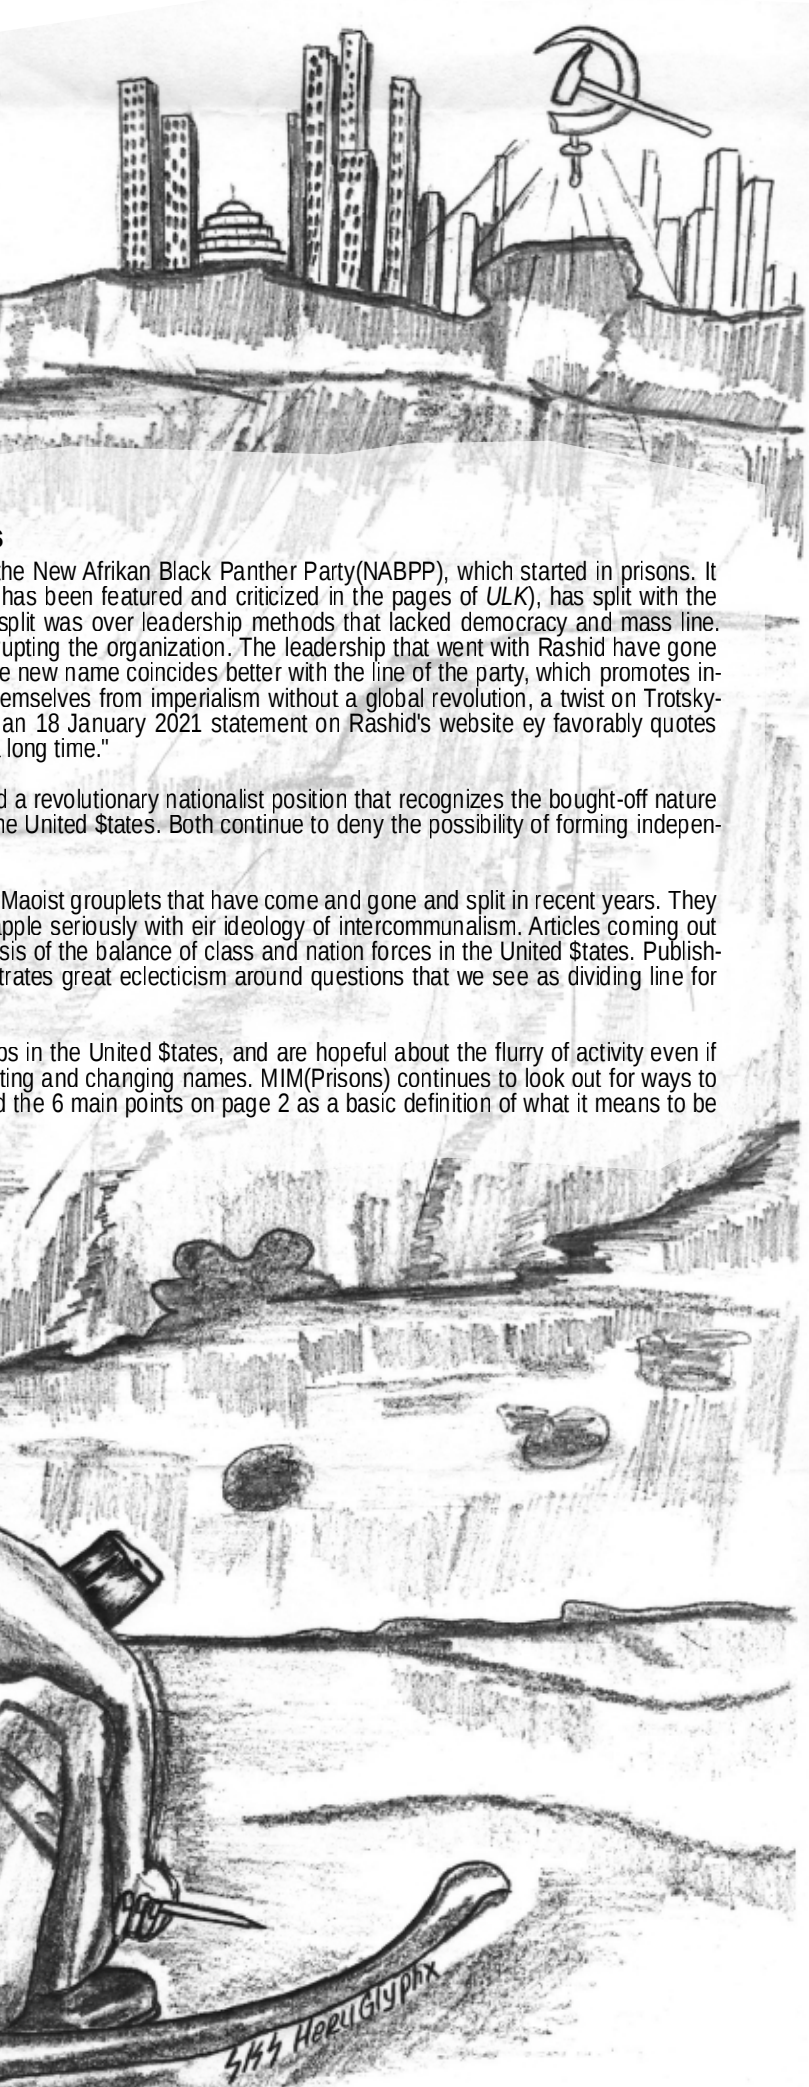 s
the New Afrikan Black Panther Party(NABPP), which started in prisons. It
has been featured and criticized in the pages of ULK), has split with the
split was over leadership methods that lacked democracy and mass line.
upting the organization. The leadership that went with Rashid have gone
e new name coincides better with the line of the party, which promotes in-
emselves from imperialism without a global revolution, a twist on Trotsky-
an 18 January 2021 statement on Rashid's website ey favorably quotes
long time."
d a revolutionary nationalist position that recognizes the bought-off nature
he United $tates. Both continue to deny the possibility of forming indepen-
Maoist grouplets that have come and gone and split in recent years. They
apple seriously with eir ideology of intercommunalism. Articles coming out
sis of the balance of class and nation forces in the United $tates. Publish-
trates great eclecticism around questions that we see as dividing line for
ps in the United $tates, and are hopeful about the flurry of activity even if
ting and changing names. MIM(Prisons) continues to look out for ways to
d the 6 main points on page 2 as a basic definition of what it means to be
SKS HeruGlyphx